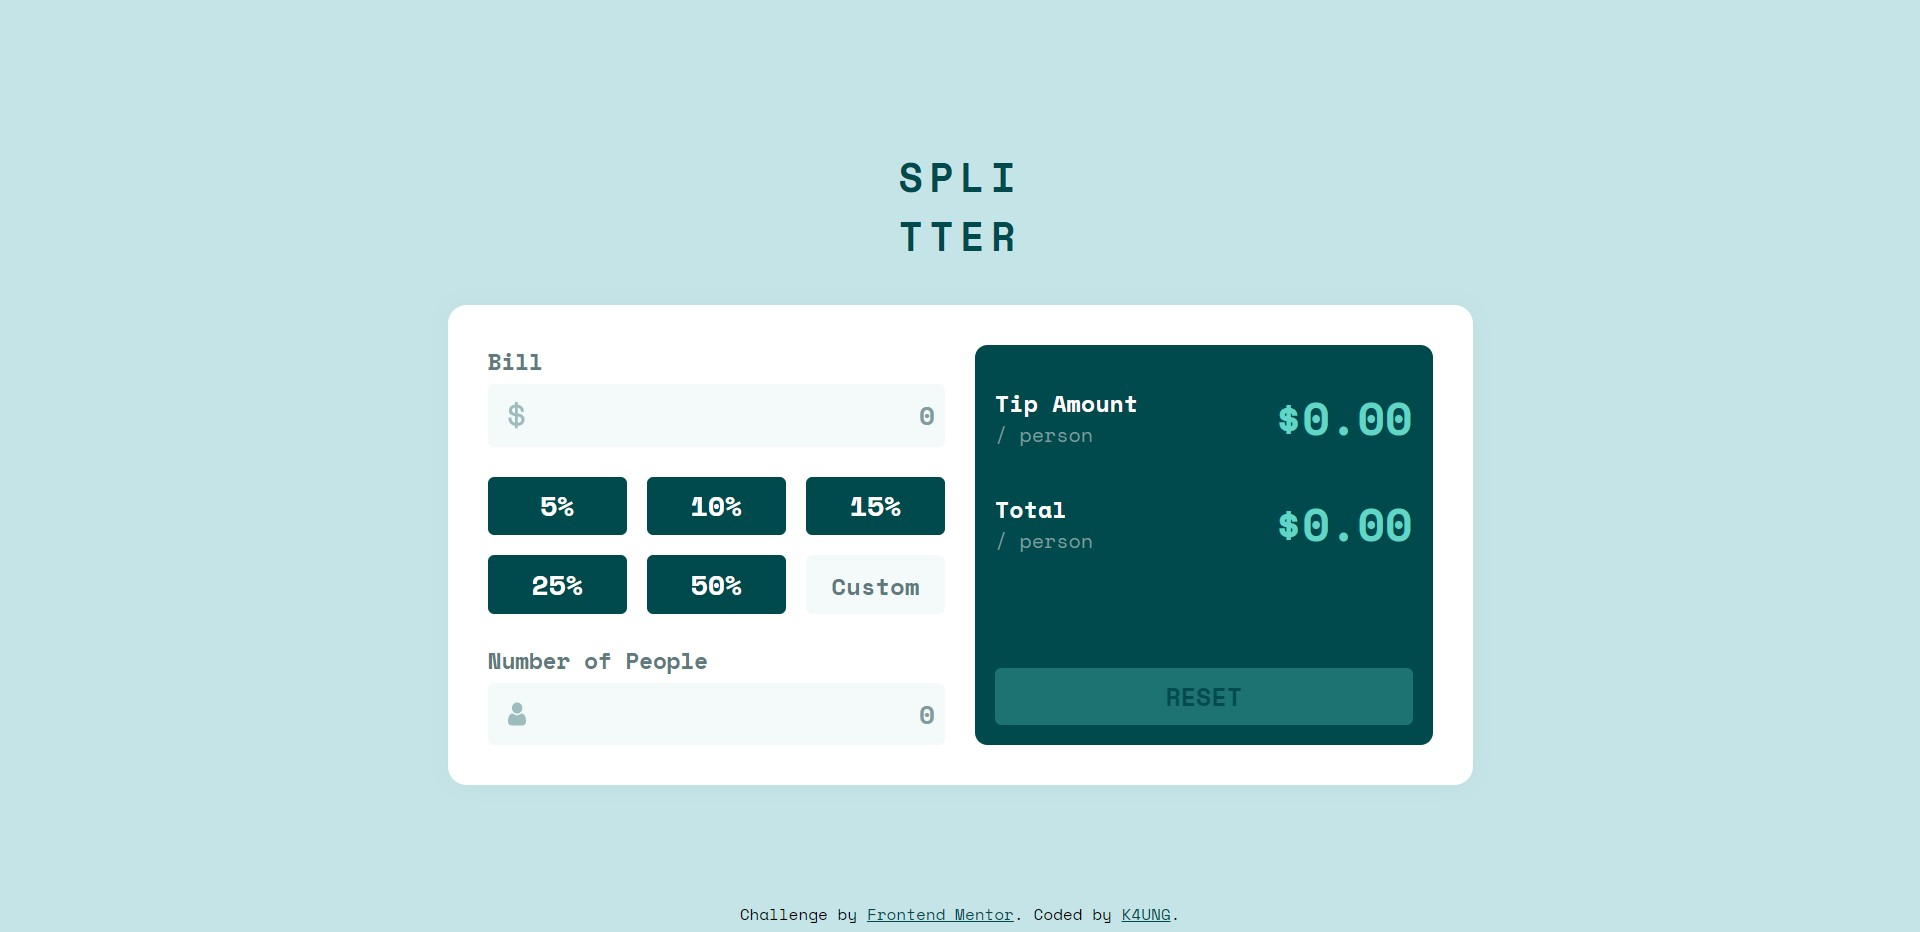 SPLI
TTER
Bill
$ 0
5% 10% 15%
25% 50% Custom
Number of People
0
Tip Amount
/ person
$0.00
Total
/ person
$0.00
RESET
Challenge by Frontend Mentor. Coded by K4UNG.